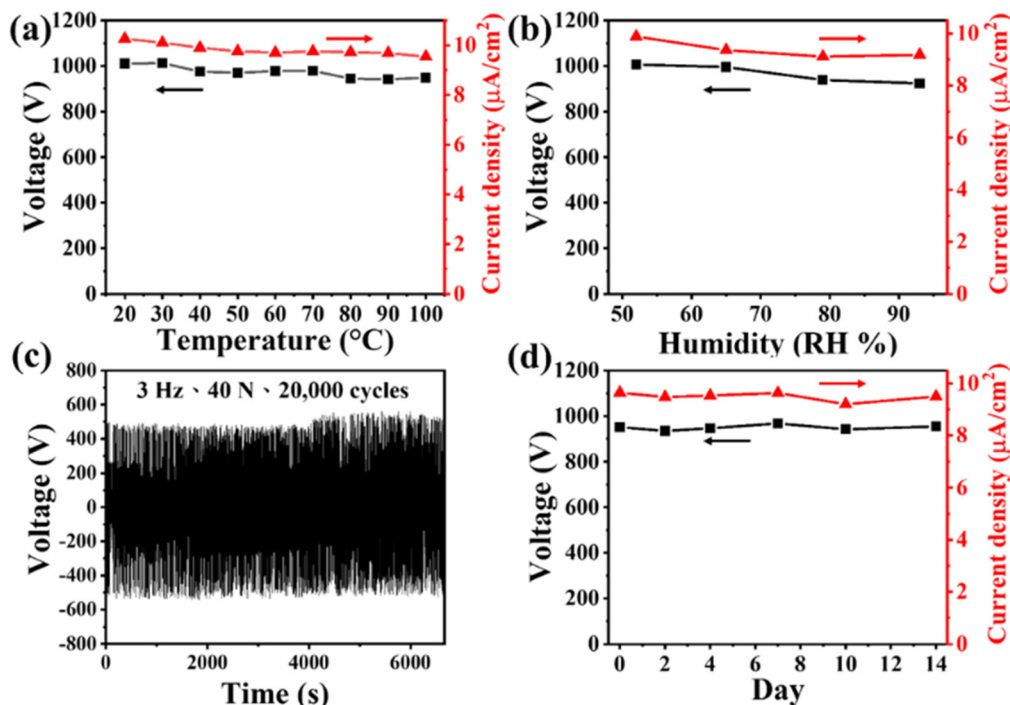 (a)
1200
1000
800
600
400
200
0
Voltage (V)
20 30 40 50 60 70 80 90 100
Temperature (°C)
10
8
6
4
2
0
Current density (μA/cm²)
(b)
1200
1000
800
600
400
200
0
Voltage (V)
50 60 70 80 90
Humidity (RH %)
10
8
6
4
2
0
Current density (μA/cm²)
(c)
3 Hz、40 N、20,000 cycles
800
600
400
200
0
-200
-400
-600
-800
Voltage (V)
0 2000 4000 6000
Time (s)
(d)
1200
1000
800
600
400
200
0
Voltage (V)
0 2 4 6 8 10 12 14
Day
10
8
6
4
2
0
Current density (μA/cm²)